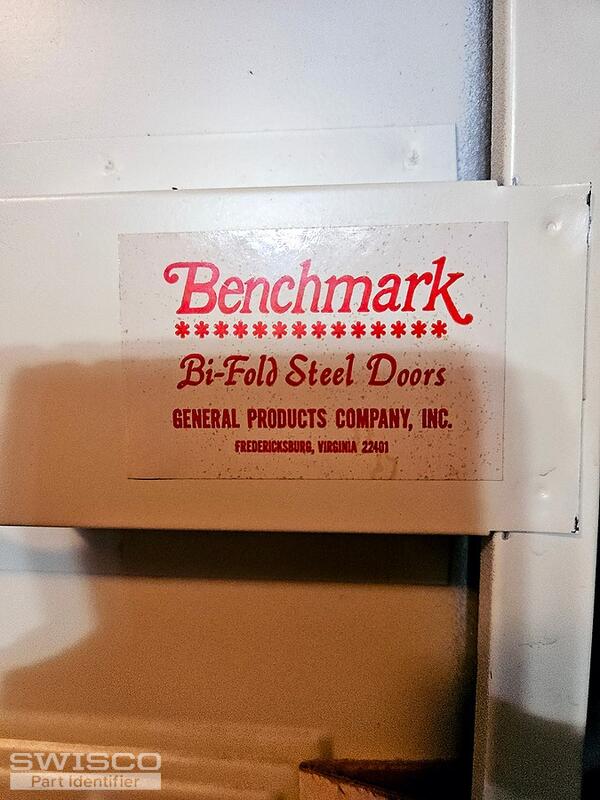 Benchmark
**************
Bi-Fold Steel Doors
GENERAL PRODUCTS COMPANY, INC.
FREDERICKSBURG, VIRGINIA 22401
SWISCO
Part Identifier